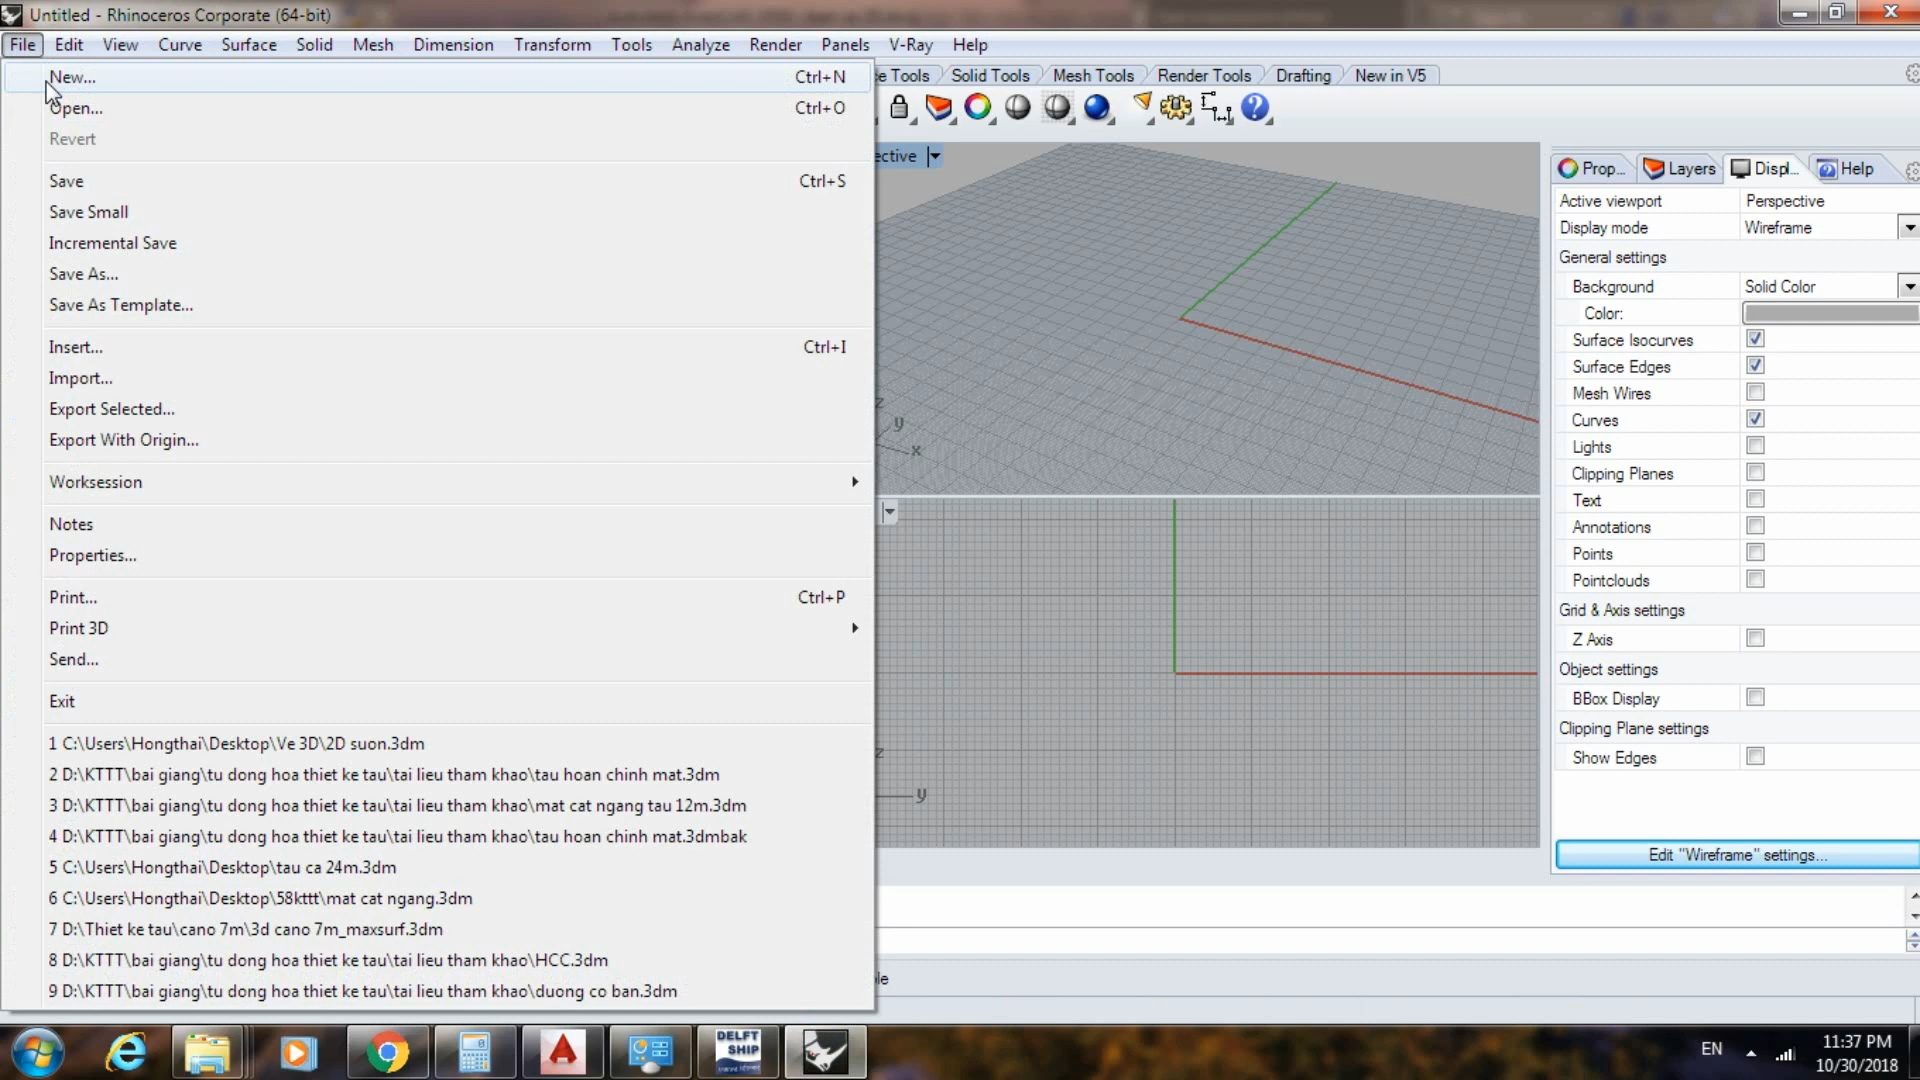 Untitled - Rhinoceros Corporate (64-bit)
File Edit View Curve Surface Solid Mesh Dimension Transform Tools Analyze Render Panels V-Ray Help
New... Ctrl+N
Open... Ctrl+O
Revert
Save Ctrl+S
Save Small
Incremental Save
Save As...
Save As Template...
Insert... Ctrl+I
Import...
Export Selected...
Export With Origin...
Worksession
Notes
Properties...
Print... Ctrl+P
Print 3D
Send...
Exit
1 C:\Users\Hongthai\Desktop\Ve 3D\2D suon.3dm
2 D:\KTTT\bai giang\tu dong hoa thiet ke tau\tai lieu tham khao\tau hoan chinh mat.3dm
3 D:\KTTT\bai giang\tu dong hoa thiet ke tau\tai lieu tham khao\mat cat ngang tau 12m.3dm
4 D:\KTTT\bai giang\tu dong hoa thiet ke tau\tai lieu tham khao\tau hoan chinh mat.3dmbak
5 C:\Users\Hongthai\Desktop\tau ca 24m.3dm
6 C:\Users\Hongthai\Desktop\58kttt\mat cat ngang.3dm
7 D:\Thiet ke tau\cano 7m\3d cano 7m_maxsurf.3dm
8 D:\KTTT\bai giang\tu dong hoa thiet ke tau\tai lieu tham khao\HCC.3dm
9 D:\KTTT\bai giang\tu dong hoa thiet ke tau\tai lieu tham khao\duong co ban.3dm
e Tools Solid Tools Mesh Tools Render Tools Drafting New in V5
ective
z
y
x
z
y
le
Prop... Layers Displ... Help
Active viewport Perspective
Display mode Wireframe
General settings
Background Solid Color
Color:
Surface Isocurves
Surface Edges
Mesh Wires
Curves
Lights
Clipping Planes
Text
Annotations
Points
Pointclouds
Grid & Axis settings
Z Axis
Object settings
BBox Display
Clipping Plane settings
Show Edges
Edit "Wireframe" settings...
DELFT
SHIP
EN
11:37 PM
10/30/2018